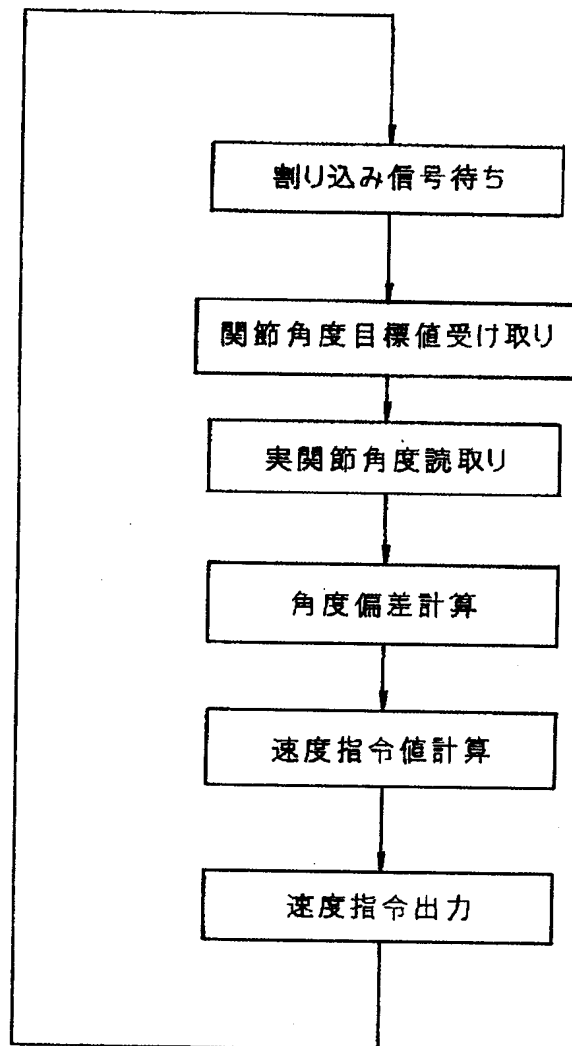 割り込み信号待ち
関節角度目標値受け取り
実関節角度読取り
角度偏差計算
速度指令値計算
速度指令出力